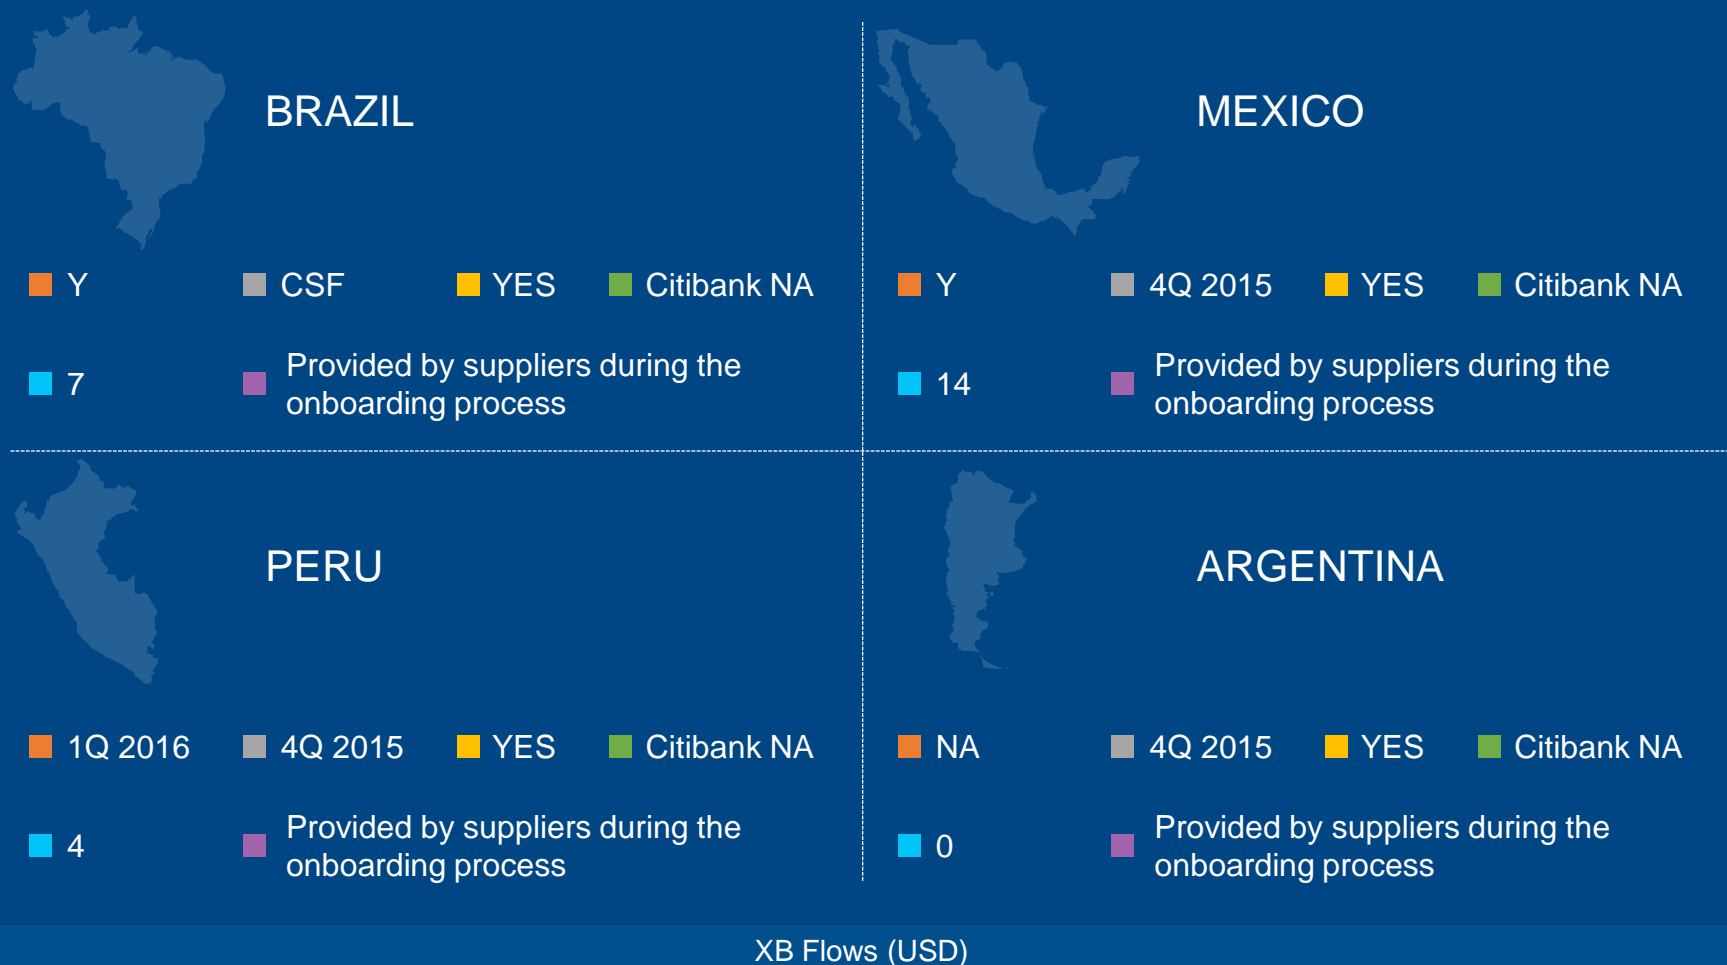 BRAZIL
Y
CSF
YES
Citibank NA
7
Provided by suppliers during the
onboarding process
MEXICO
Y
4Q 2015
YES
Citibank NA
14
Provided by suppliers during the
onboarding process
PERU
1Q 2016
4Q 2015
YES
Citibank NA
4
Provided by suppliers during the
onboarding process
ARGENTINA
NA
4Q 2015
YES
Citibank NA
0
Provided by suppliers during the
onboarding process
XB Flows (USD)